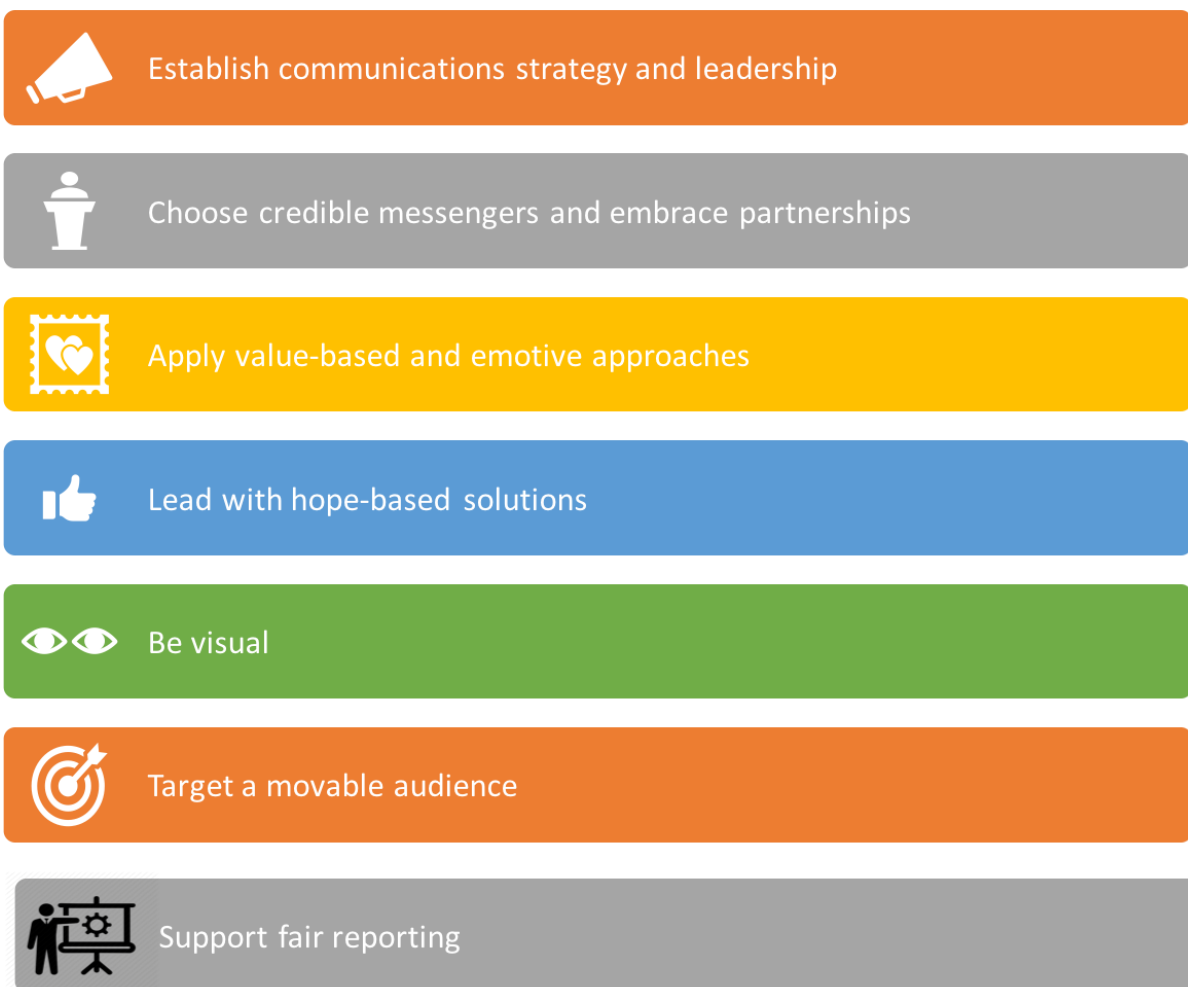 Establish communications strategy and leadership
Choose credible messengers and embrace partnerships
Apply value-based and emotive approaches
Lead with hope-based solutions
Be visual
Target a movable audience
Support fair reporting